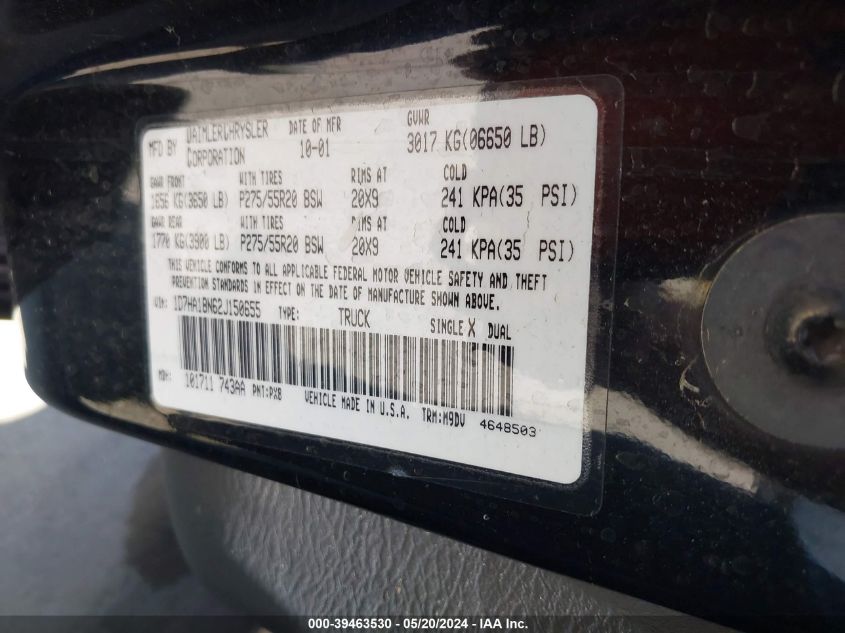 MFD BY DAIMLERCHRYSLER CORPORATION DATE OF MFR 10-01 GVWR 3017 KG(06650 LB)
GAWR FRONT WITH TIRES RIMS AT COLD
1656 KG(3650 LB) P275/55R20 BSW 20X9 241 KPA(35 PSI)
GAWR REAR WITH TIRES RIMS AT COLD
1770 KG(3900 LB) P275/55R20 BSW 20X9 241 KPA(35 PSI)
THIS VEHICLE CONFORMS TO ALL APPLICABLE FEDERAL MOTOR VEHICLE SAFETY AND THEFT
PREVENTION STANDARDS IN EFFECT ON THE DATE OF MANUFACTURE SHOWN ABOVE.
VIN: 1D7HA18N62J150655 TYPE: TRUCK SINGLE X DUAL
MDH: 101711 743AA PNT:PX8 VEHICLE MADE IN U.S.A. TRM:M9DV 4648503
000-39463530 - 05/20/2024 - IAA Inc.